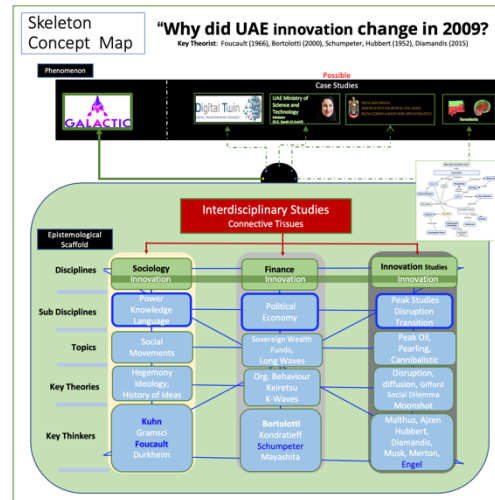 Skeleton
Concept Map
"Why did UAE innovation change in 2009?
Key Theorist: Foucault (1966), Bortolotti (2000), Schumpeter, Hubbert (1952), Diamandis (2015)
Phenomenon
Possible
Case Studies
GALACTIC
Digital Twin
UAE Ministry of
Science and
Technology
Interdisciplinary Studies
Connective Tissues
Epistemological
Scaffold
Disciplines
Sociology
Innovation
Finance
Innovation
Innovation Studies
Innovation
Sub Disciplines
Power
Knowledge
Language
Political
Economy
Peak Studies
Disruption
Transition
Topics
Social
Movements
Sovereign Wealth
Funds,
Long Waves
Peak Oil,
Pearling,
Cannibalistic
Key Theories
Hegemony
Ideology,
History of Ideas
Org. Behaviour
Keiretsu
K-Waves
Disruption,
diffusion, Gifford
Social Dilemma
Moonshot
Key Thinkers
Kuhn
Gramsci
Foucault
Durkheim
Bortolotti
Kondratieff
Schumpeter
Mayashita
Malthus, Ajzen
Hubbert,
Diamandis,
Musk, Merton,
Engel